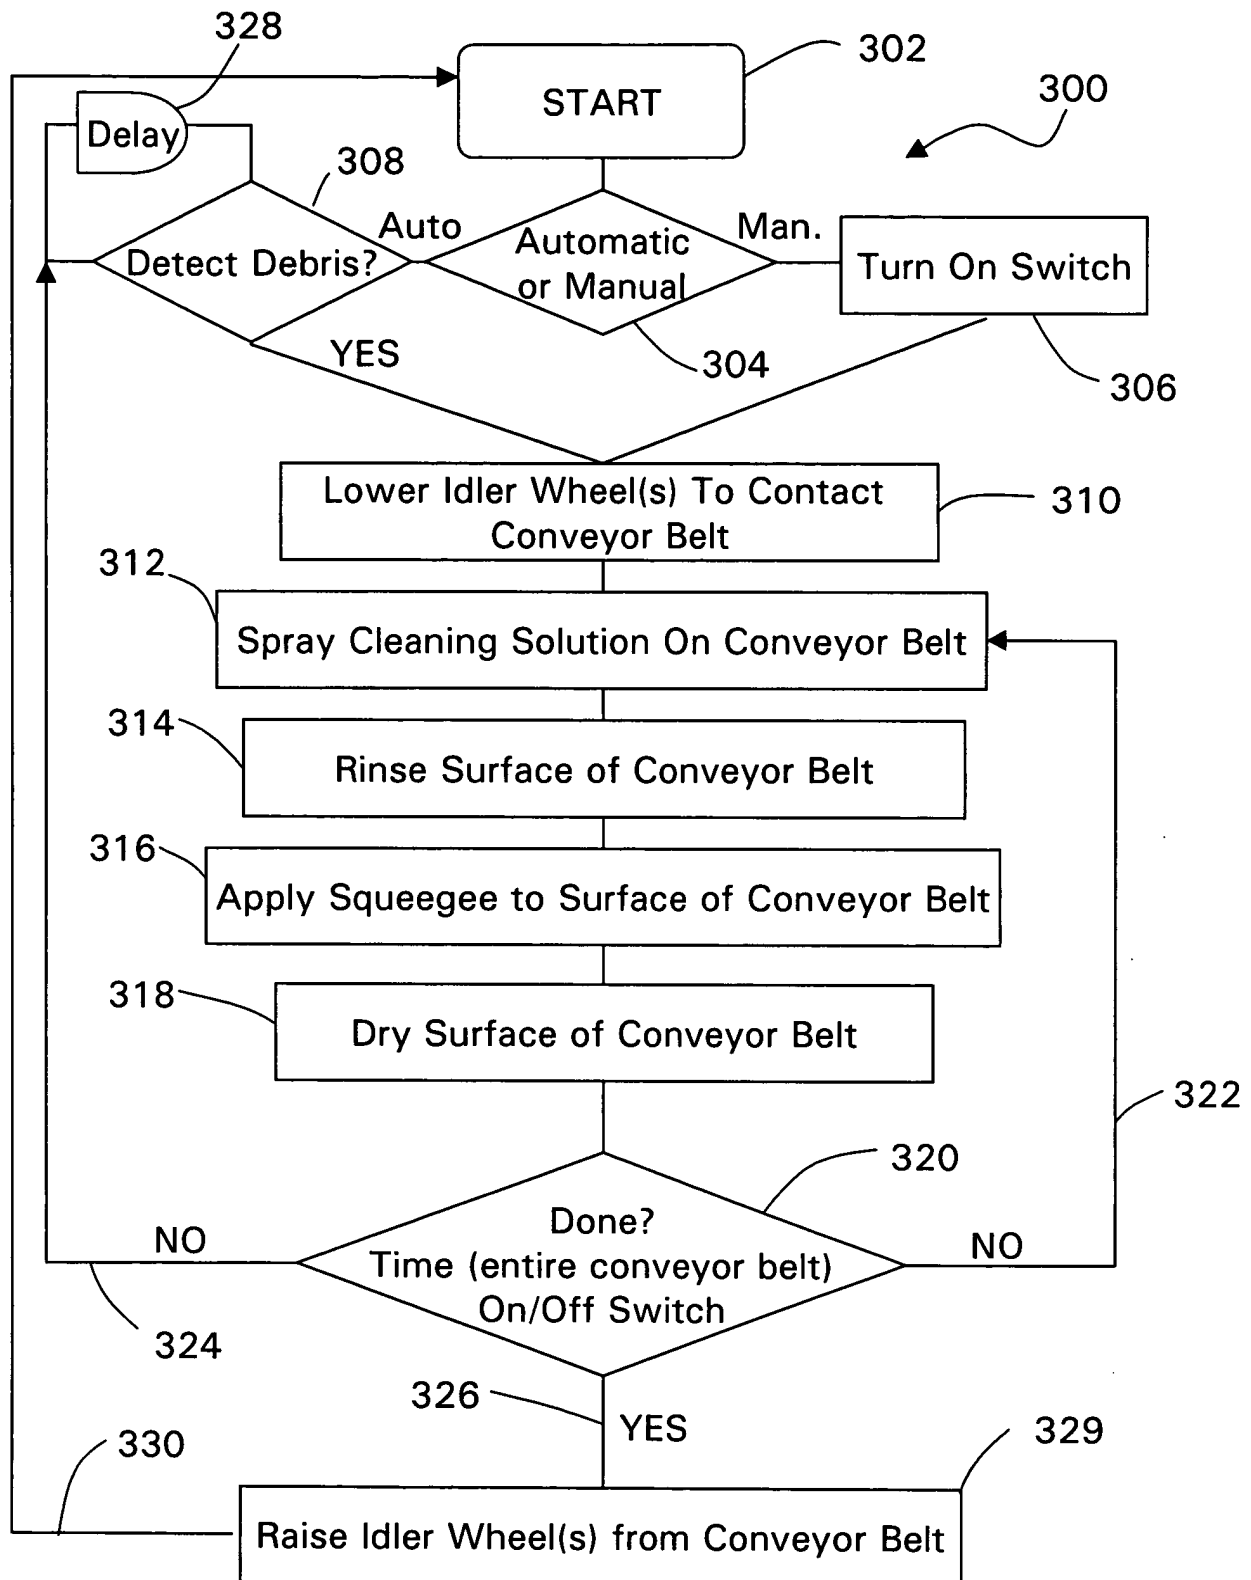 328
302
START
300
Delay
308
Auto
Man.
Detect Debris?
Automatic
or Manual
Turn On Switch
YES
304
306
Lower Idler Wheel(s) To Contact
Conveyor Belt
310
312
Spray Cleaning Solution On Conveyor Belt
314
Rinse Surface of Conveyor Belt
316
Apply Squeegee to Surface of Conveyor Belt
318
Dry Surface of Conveyor Belt
322
320
Done?
Time (entire conveyor belt)
On/Off Switch
NO
NO
324
326
YES
330
329
Raise Idler Wheel(s) from Conveyor Belt